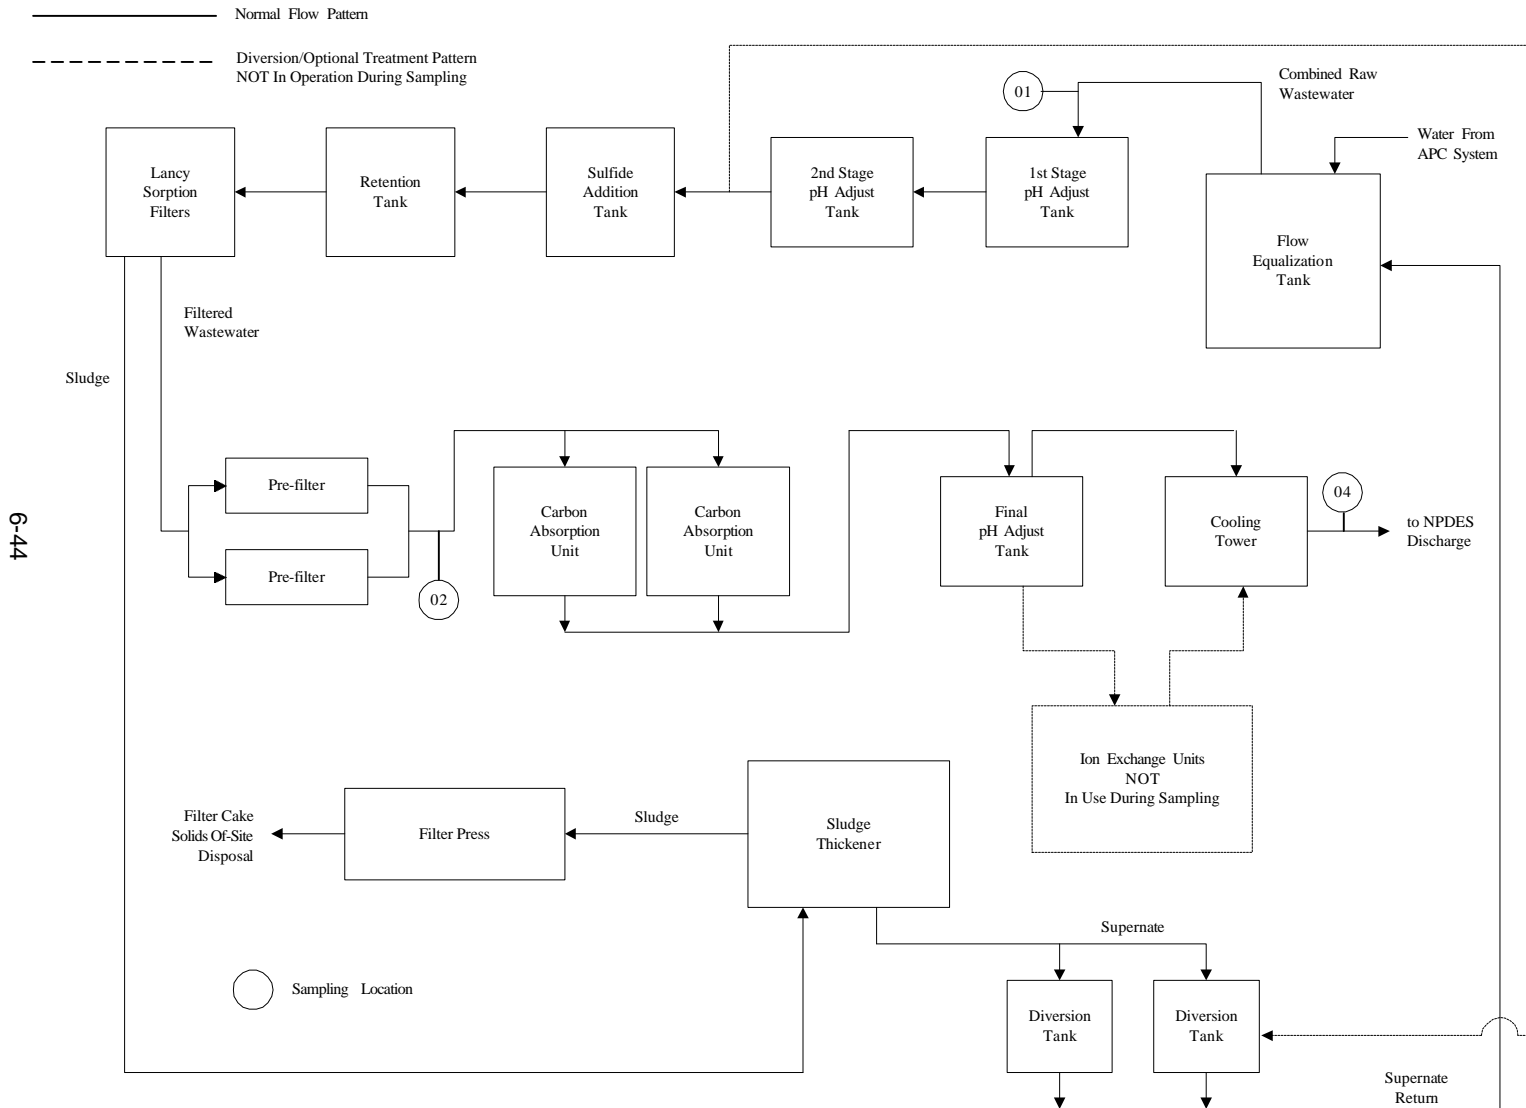 Normal Flow Pattern
Diversion/Optional Treatment Pattern
NOT In Operation During Sampling
01
Combined Raw
Wastewater
Water From
APC System
Lancy
Sorption
Filters
Retention
Tank
Sulfide
Addition
Tank
2nd Stage
pH Adjust
Tank
1st Stage
pH Adjust
Tank
Flow
Equalization
Tank
Filtered
Wastewater
Sludge
Pre-filter
Pre-filter
02
Carbon
Absorption
Unit
Carbon
Absorption
Unit
Final
pH Adjust
Tank
Cooling
Tower
04
to NPDES
Discharge
6-44
Ion Exchange Units
NOT
In Use During Sampling
Filter Cake
Solids Of-Site
Disposal
Filter Press
Sludge
Sludge
Thickener
Supernate
Sampling Location
Diversion
Tank
Diversion
Tank
Supernate
Return